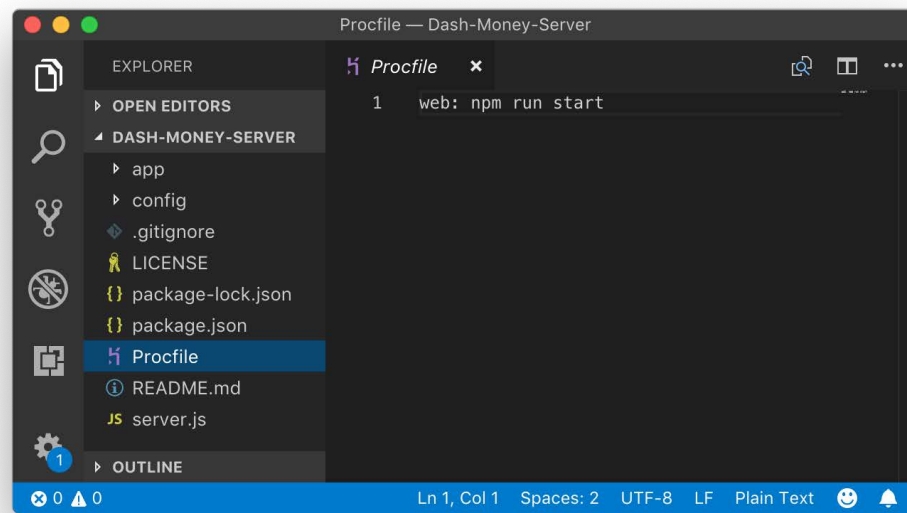 Procfile — Dash-Money-Server
EXPLORER
OPEN EDITORS
DASH-MONEY-SERVER
app
config
.gitignore
LICENSE
{} package-lock.json
{} package.json
Procfile
README.md
JS server.js
OUTLINE
1
Procfile ×
1 web: npm run start
0 0
Ln 1, Col 1 Spaces: 2 UTF-8 LF Plain Text